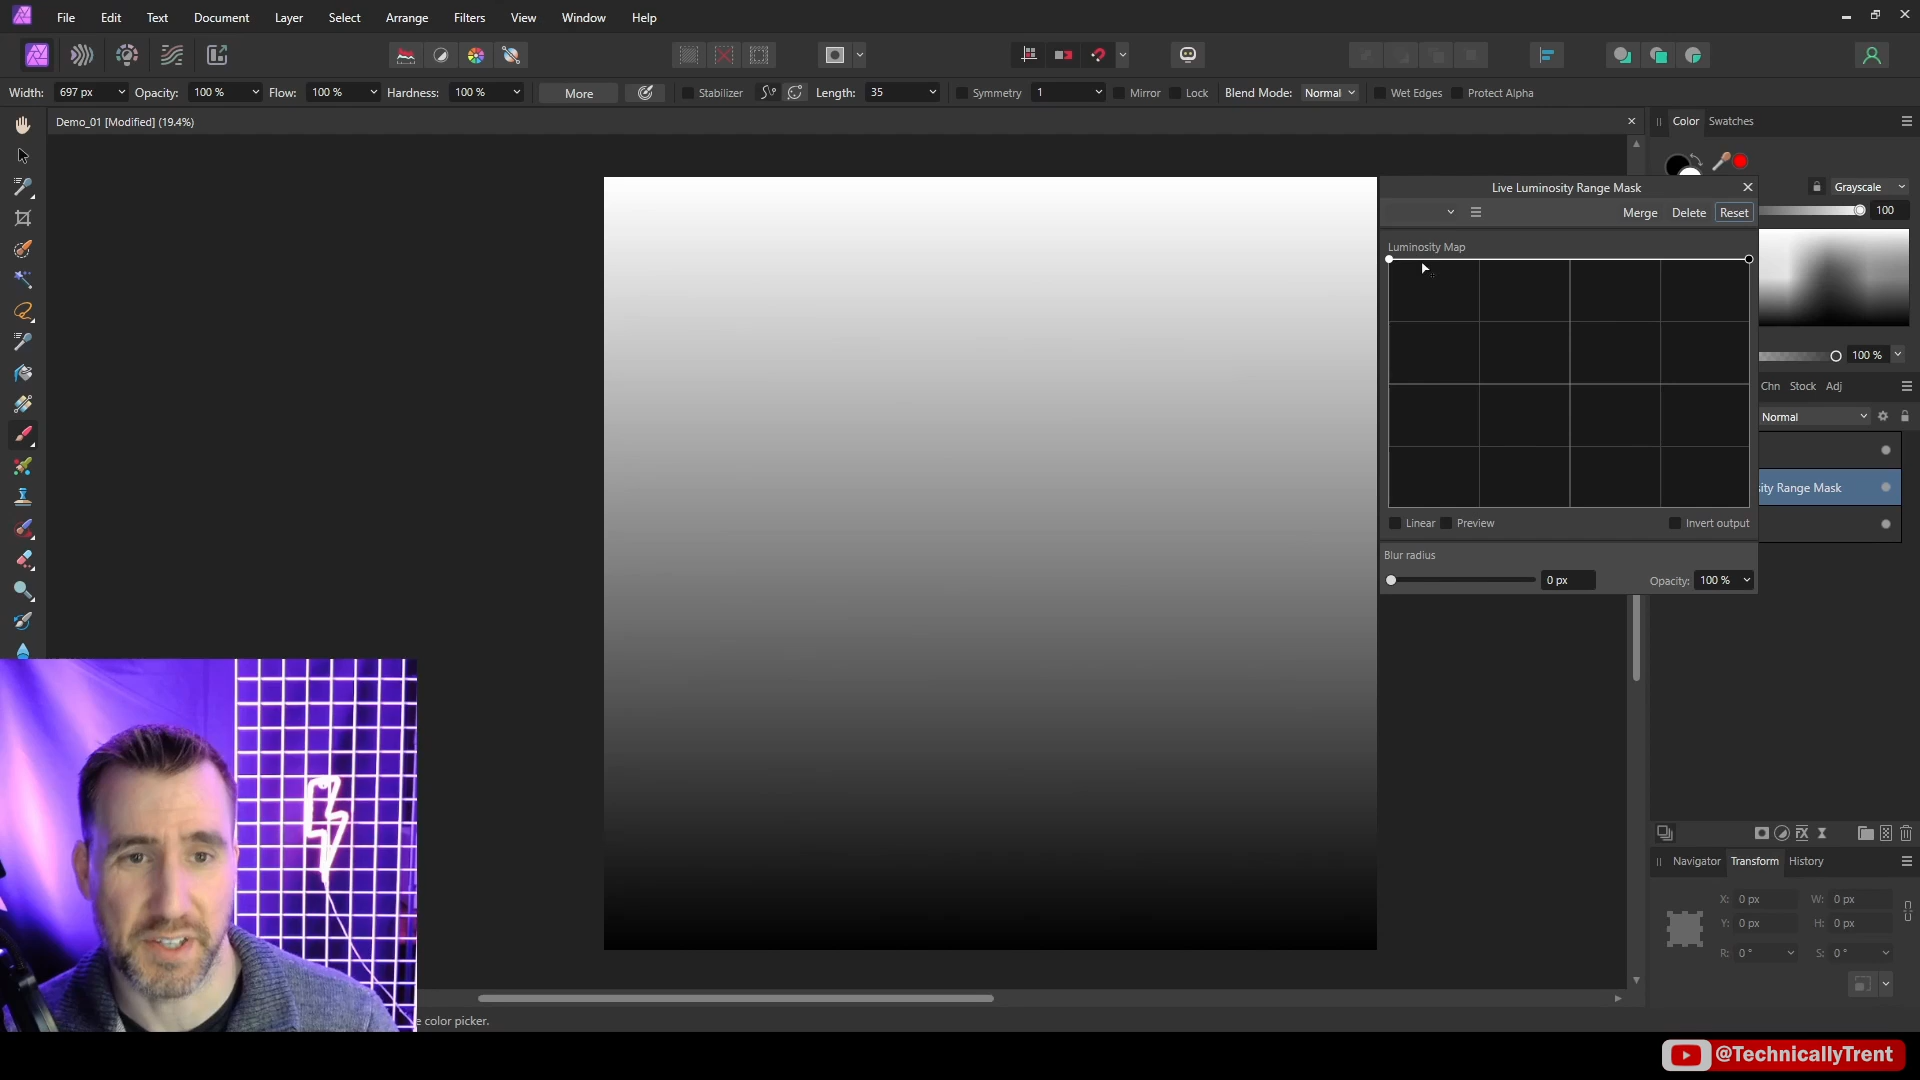 File Edit Text Document Layer Select Arrange Filters View Window Help
Width: 697 px Opacity: 100 % Flow: 100 % Hardness: 100 % More Stabilizer Length: 35 Symmetry 1 Mirror Lock Blend Mode: Normal Wet Edges Protect Alpha
Demo_01 [Modified] (19.4%)
Color Swatches
Grayscale
100
100 %
Chn Stock Adj
Normal
ity Range Mask
Live Luminosity Range Mask
Merge Delete Reset
Luminosity Map
Linear Preview Invert output
Blur radius
0 px Opacity: 100 %
Navigator Transform History
X: 0 px W: 0 px
Y: 0 px H: 0 px
R: 0 ° S: 0 °
color picker.
@TechnicallyTrent